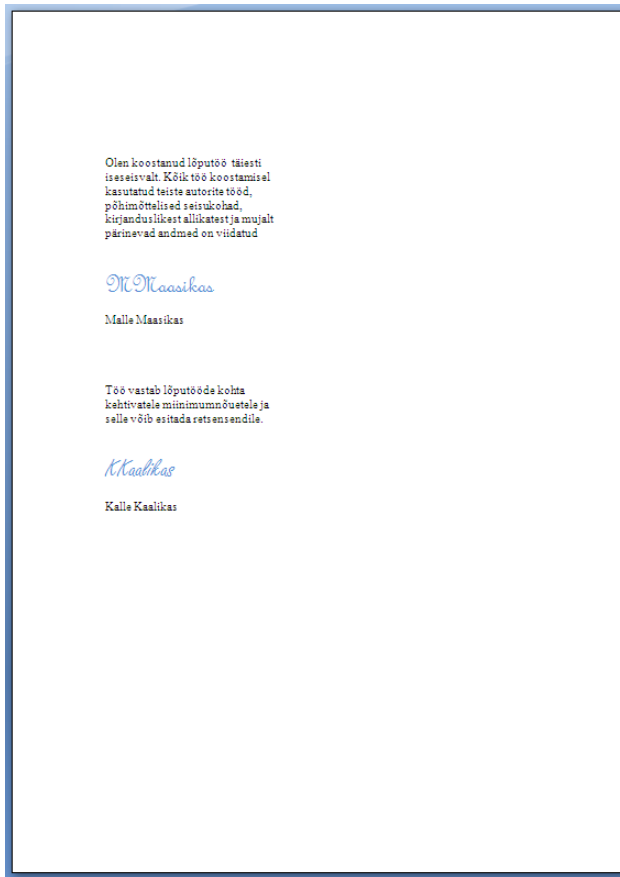 Olen koostanud lõputöö täiesti
iseseisvalt. Kõik töö koostamisel
kasutatud teiste autorite tööd,
põhimõttelised seisukohad,
kirjanduslikest allikatest ja mujalt
pärinevad andmed on viidatud
MMaasikas
Malle Maasikas
Töö vastab lõputööde kohta
kehtivatele miinimumnõuetele ja
selle võib esitada retsensendile.
KKaalikas
Kalle Kaalikas